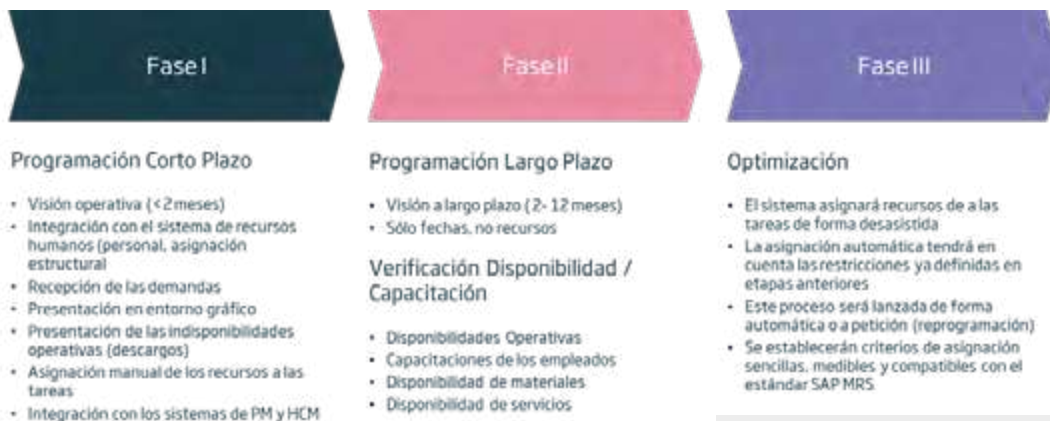 Fase I
Programación Corto Plazo
• Visión operativa (<2 meses)
• Integración con el sistema de recursos
humanos (personal, asignación
estructural
• Recepción de las demandas
• Presentación en entorno gráfico
• Presentación de las indisponibilidades
operativas (descargos)
• Asignación manual de los recursos a las
tareas
• Integración con los sistemas de PM y HCM
Fase II
Programación Largo Plazo
• Visión a largo plazo (2- 12 meses)
• Sólo fechas, no recursos
Verificación Disponibilidad /
Capacitación
• Disponibilidades Operativas
• Capacitaciones de los empleados
• Disponibilidad de materiales
• Disponibilidad de servicios
Fase III
Optimización
• El sistema asignará recursos de a las
tareas de forma desasistida
• La asignación automática tendrá en
cuenta las restricciones ya definidas en
etapas anteriores
• Este proceso será lanzada de forma
automática o a petición (reprogramación)
• Se establecerán criterios de asignación
sencillas, medibles y compatibles con el
estándar SAP MRS